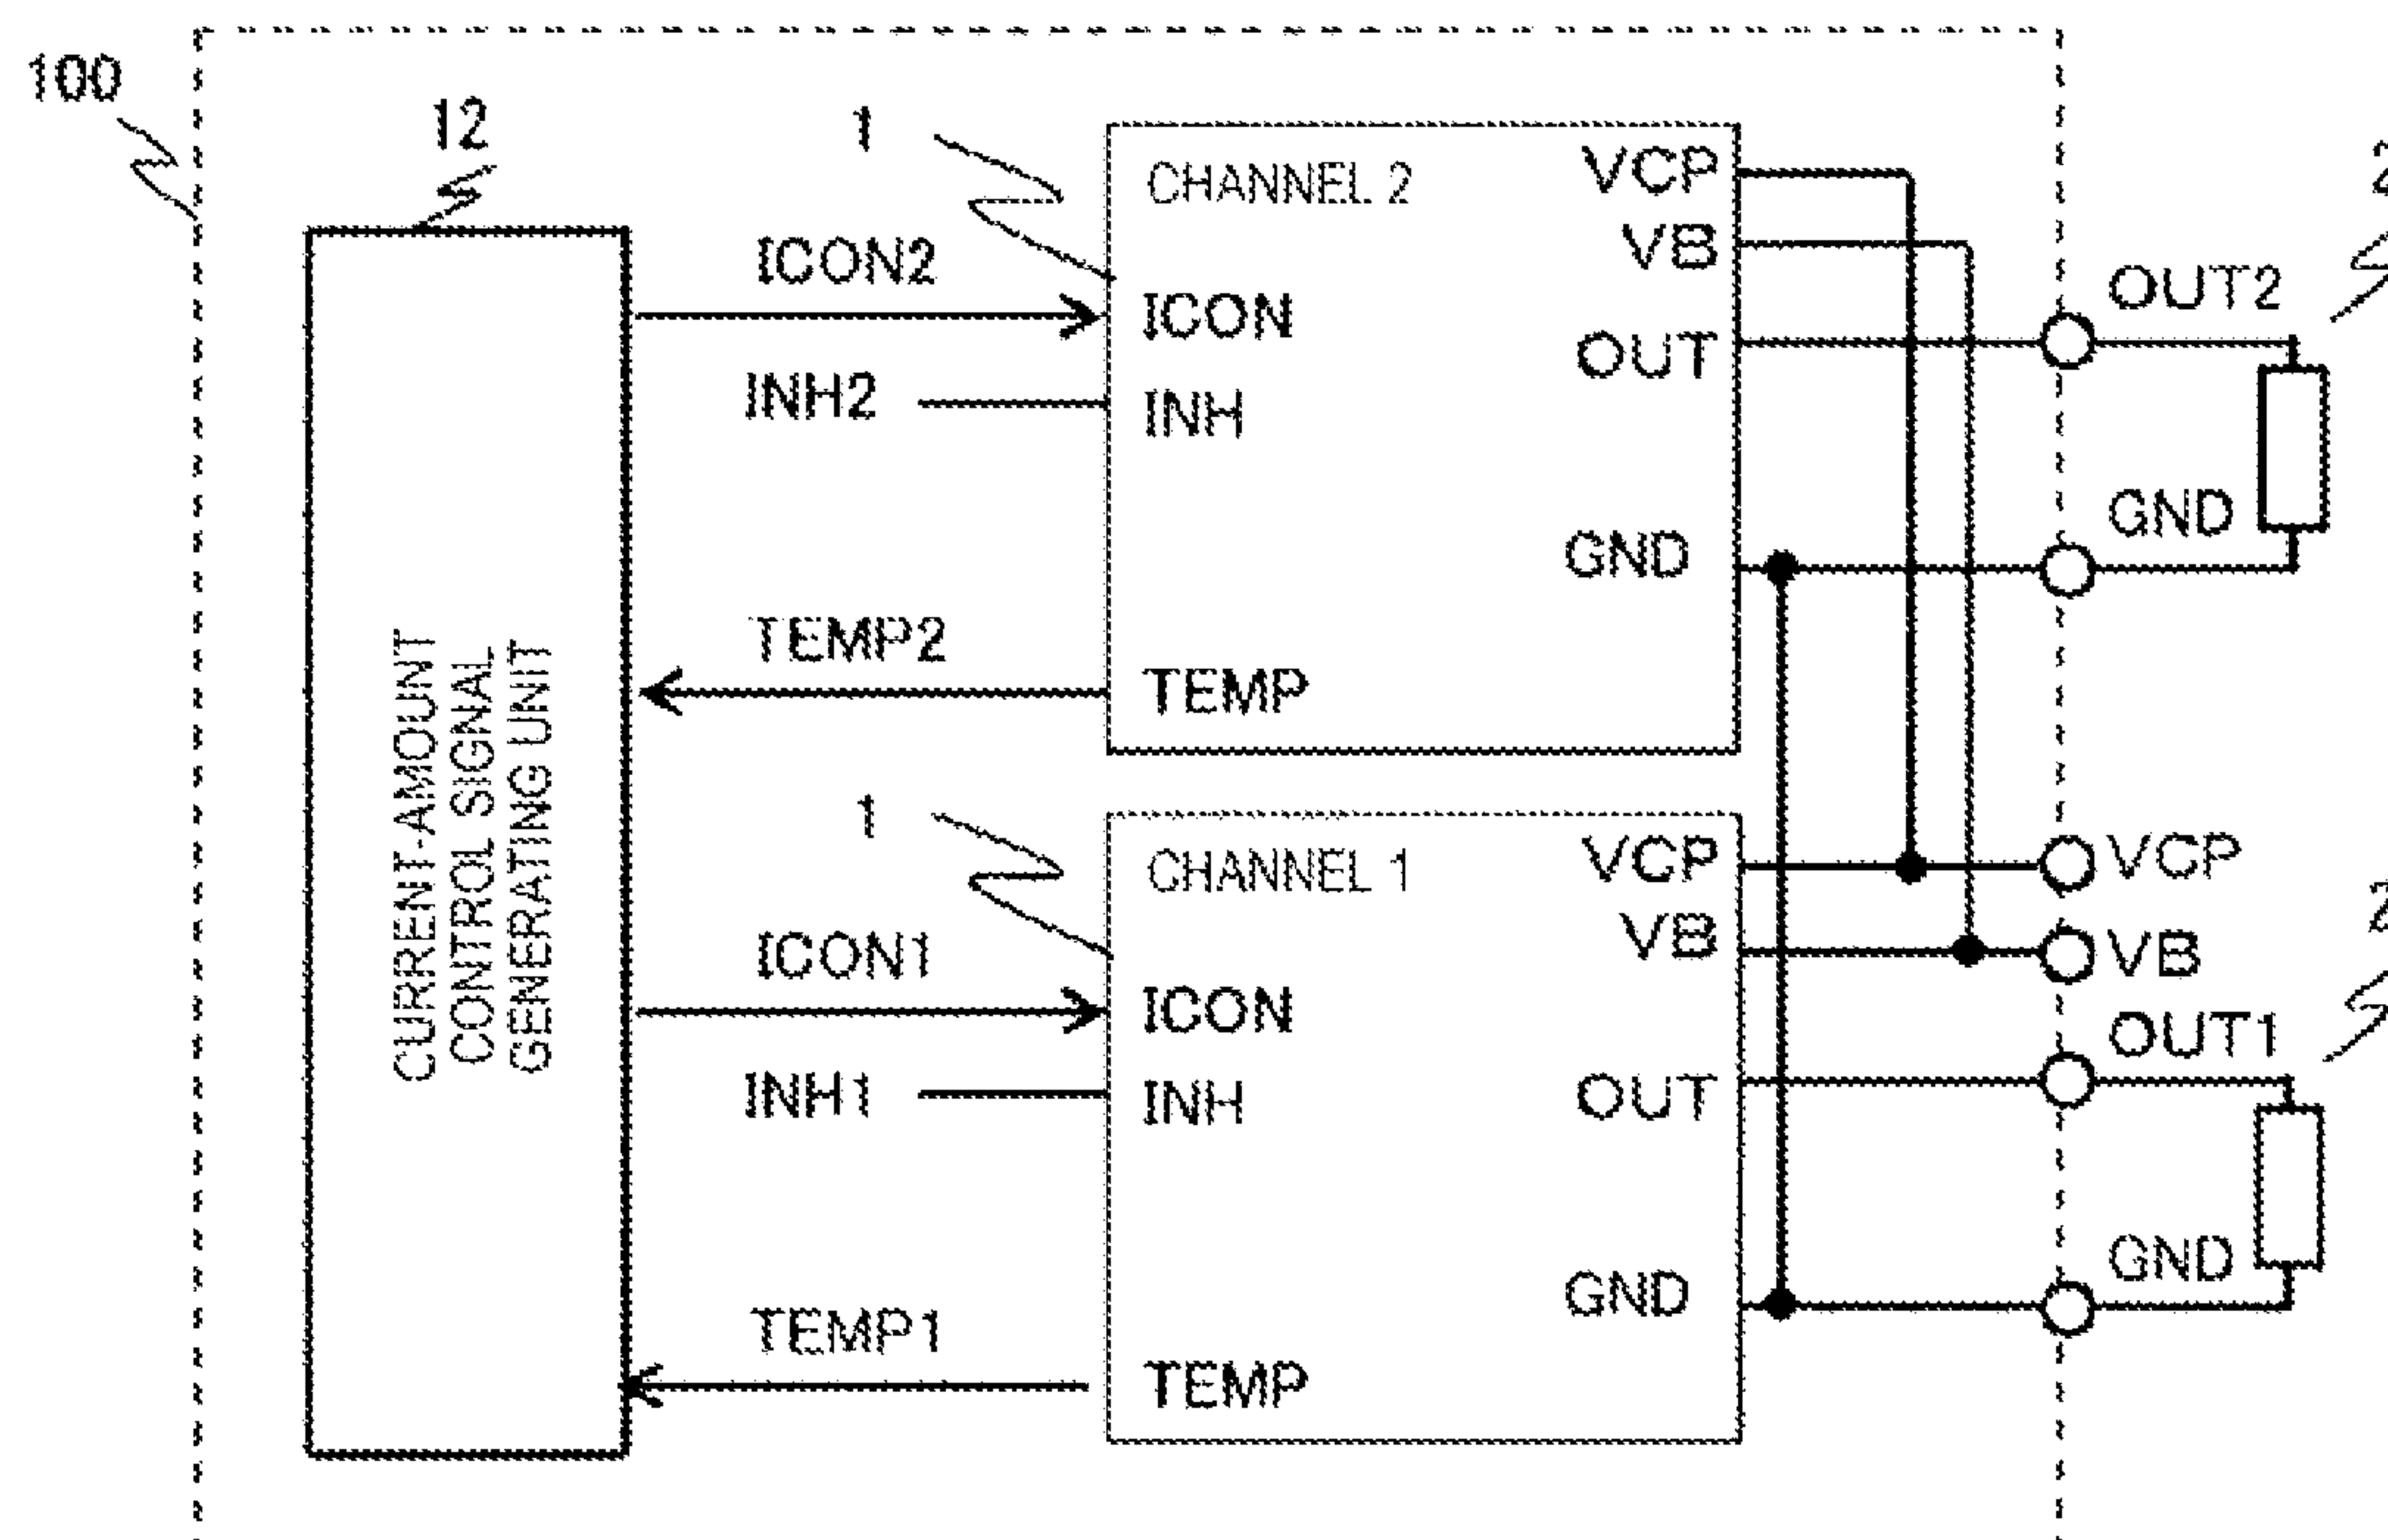 100
12
CURRENT-AMOUNT
CONTROL SIGNAL
GENERATING UNIT
1
CHANNEL 2
VCP
VB
ICON2
ICON
OUT
OUT2
2
INH2
INH
GND
GND
TEMP2
TEMP
1
CHANNEL 1
VCP
VCP
VB
VB
2
ICON1
ICON
OUT
OUT1
INH1
INH
GND
GND
TEMP1
TEMP